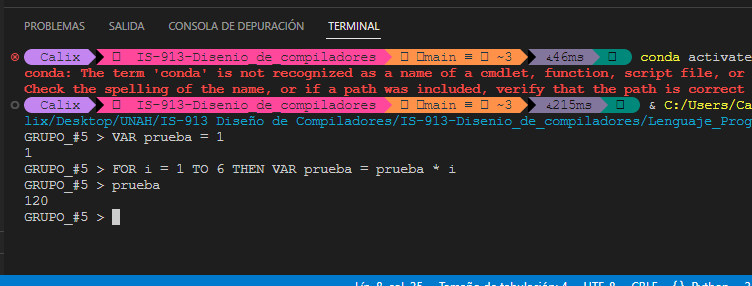 PROBLEMAS SALIDA CONSOLA DE DEPURACIÓN TERMINAL
Calix IS-913-Disenio_de_compiladores main ≡ ~3 46ms conda activate
conda: The term 'conda' is not recognized as a name of a cmdlet, function, script file, or
Check the spelling of the name, or if a path was included, verify that the path is correct
Calix IS-913-Disenio_de_compiladores main ≡ ~3 215ms & C:/Users/Ca
lix/Desktop/UNAH/IS-913 Diseño de Compiladores/IS-913-Disenio_de_compiladores/Lenguaje_Prog
GRUPO_#5 > VAR prueba = 1
1
GRUPO_#5 > FOR i = 1 TO 6 THEN VAR prueba = prueba * i
GRUPO_#5 > prueba
120
GRUPO_#5 >